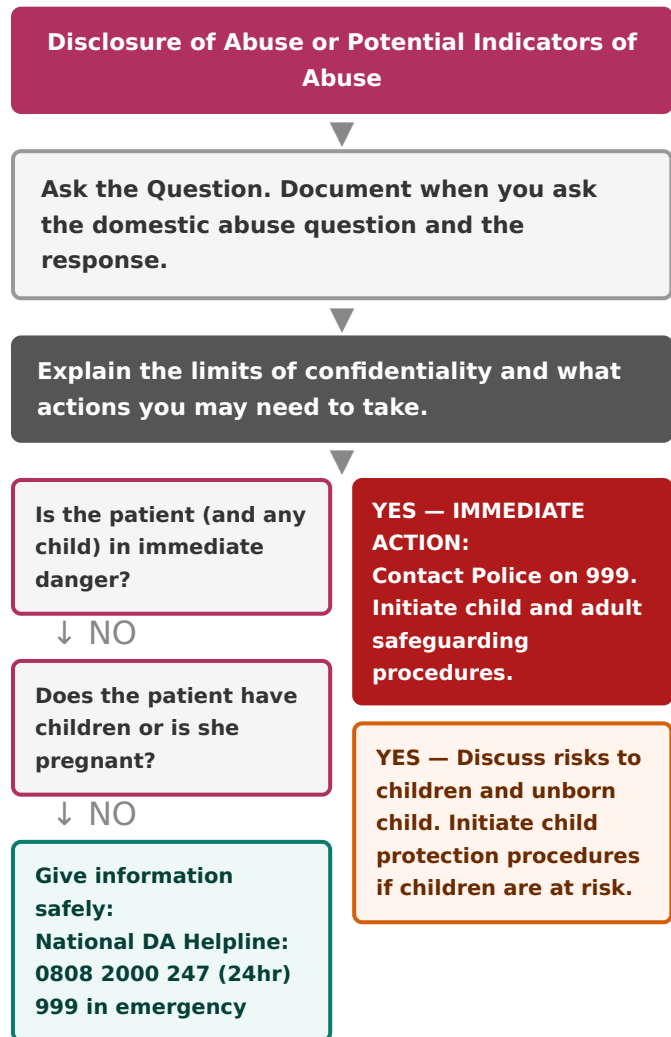 Disclosure of Abuse or Potential Indicators of
Abuse
Ask the Question. Document when you ask
the domestic abuse question and the
response.
Explain the limits of confidentiality and what
actions you may need to take.
Is the patient (and any
child) in immediate
danger?
YES — IMMEDIATE
ACTION:
Contact Police on 999.
Initiate child and adult
safeguarding
procedures.
↓ NO
Does the patient have
children or is she
pregnant?
YES — Discuss risks to
children and unborn
child. Initiate child
protection procedures
if children are at risk.
↓ NO
Give information
safely:
National DA Helpline:
0808 2000 247 (24hr)
999 in emergency